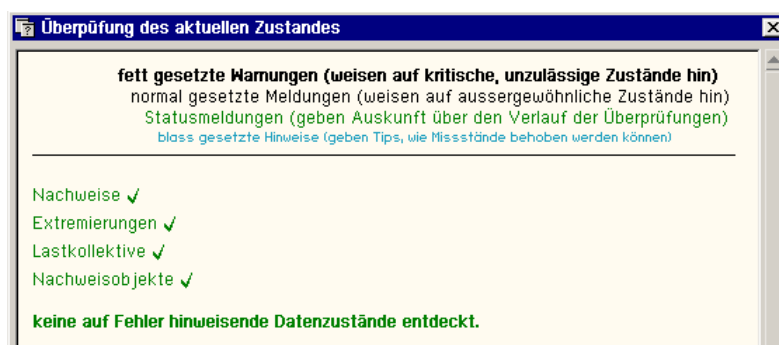 Überpüfung des aktuellen Zustandes
fett gesetzte Warnungen (weisen auf kritische, unzulässige Zustände hin)
normal gesetzte Meldungen (weisen auf aussergewöhnliche Zustände hin)
Statusmeldungen (geben Auskunft über den Verlauf der Überprüfungen)
blass gesetzte Hinweise (geben Tips, wie Missstände behoben werden können)
Nachweise ✓
Extremierungen ✓
Lastkollektive ✓
Nachweisobjekte ✓
keine auf Fehler hinweisende Datenzustände entdeckt.